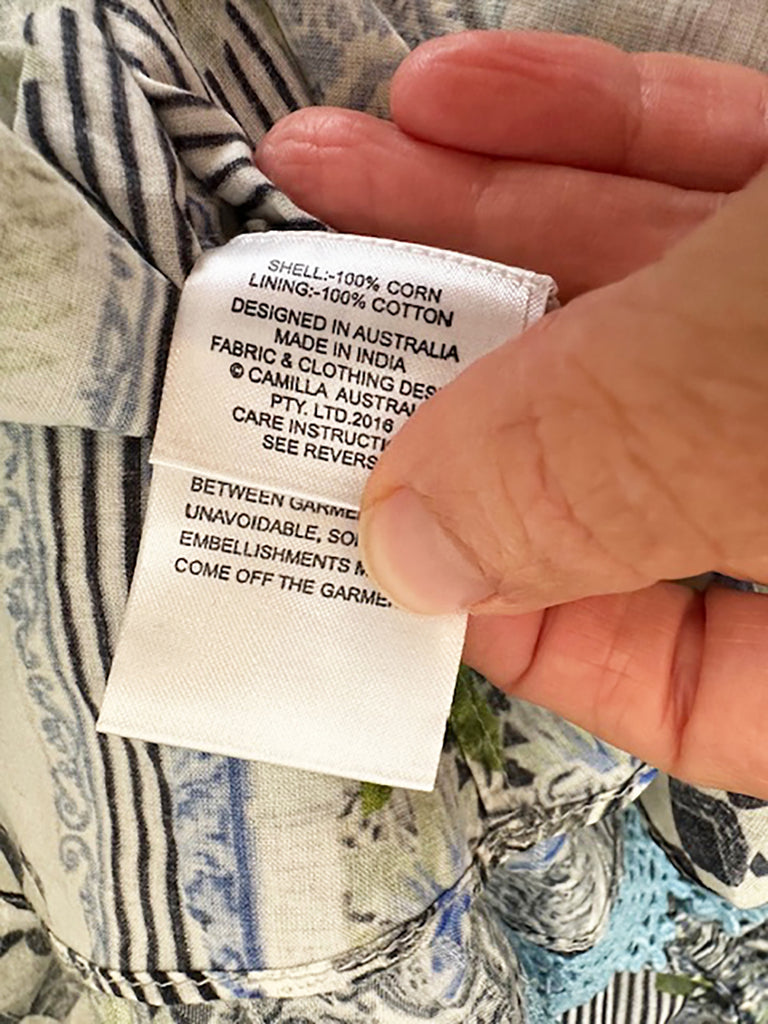 SHELL:-100% CORN
LINING:-100% COTTON
DESIGNED IN AUSTRALIA
MADE IN INDIA
FABRIC & CLOTHING
© CAMILLA
PTY. LTD.2016
CARE
SEE
BETWEEN
UNAVOIDABLE,
EMBELLISHMENTS
COME OFF THE